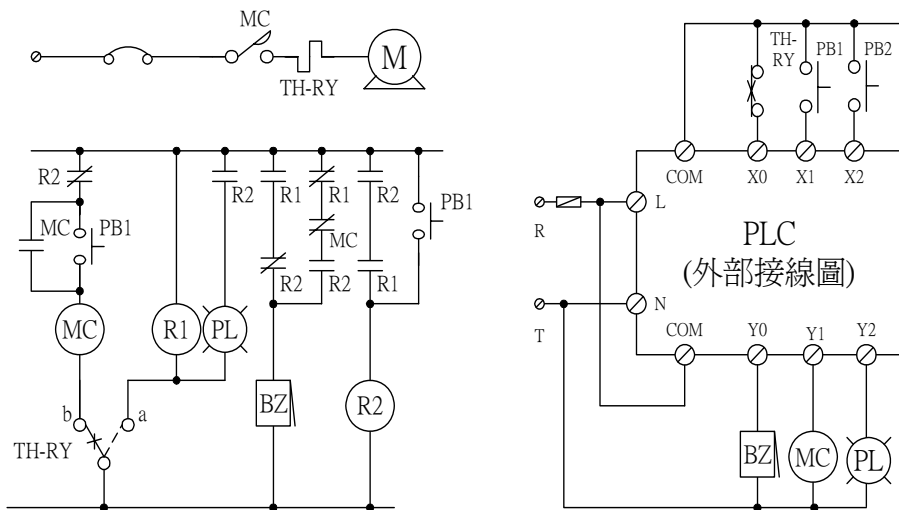 MC
TH-RY
M
R2
MC
PB1
MC
R1
R2
PL
R1
R2
R1
MC
R2
R2
R1
PB1
BZ
R2
b
a
TH-RY
TH-
RY
PB1
PB2
COM
X0
X1
X2
R
L
PLC
(外部接線圖)
T
N
COM
Y0
Y1
Y2
BZ
MC
PL